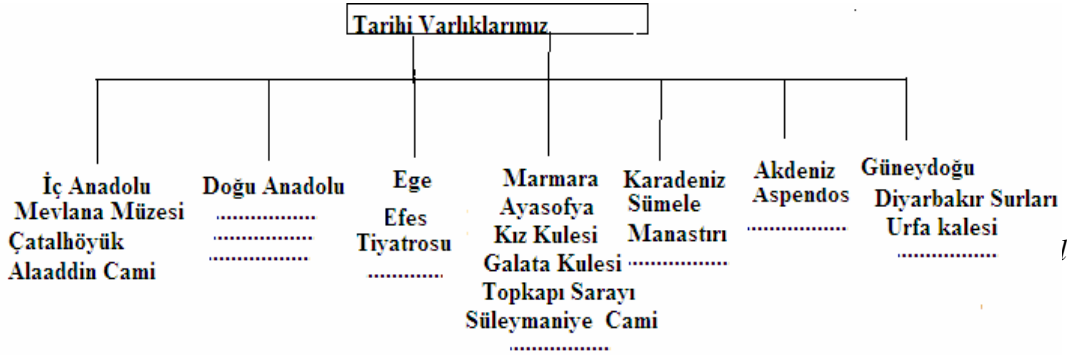 Tarihi Varlıklarımız
İç Anadolu
Mevlana Müzesi
Çatalhöyük
Alaaddin Cami
Doğu Anadolu
....................
....................
....................
Ege
Efes
Tiyatrosu
...............
Marmara
Ayasofya
Kız Kulesi
Galata Kulesi
Topkapı Sarayı
Süleymaniye Cami
....................
Karadeniz
Sümele
Manastırı
....................
Akdeniz
Aspendos
....................
Güneydoğu
Diyarbakır Surları
Urfa kalesi
....................
l